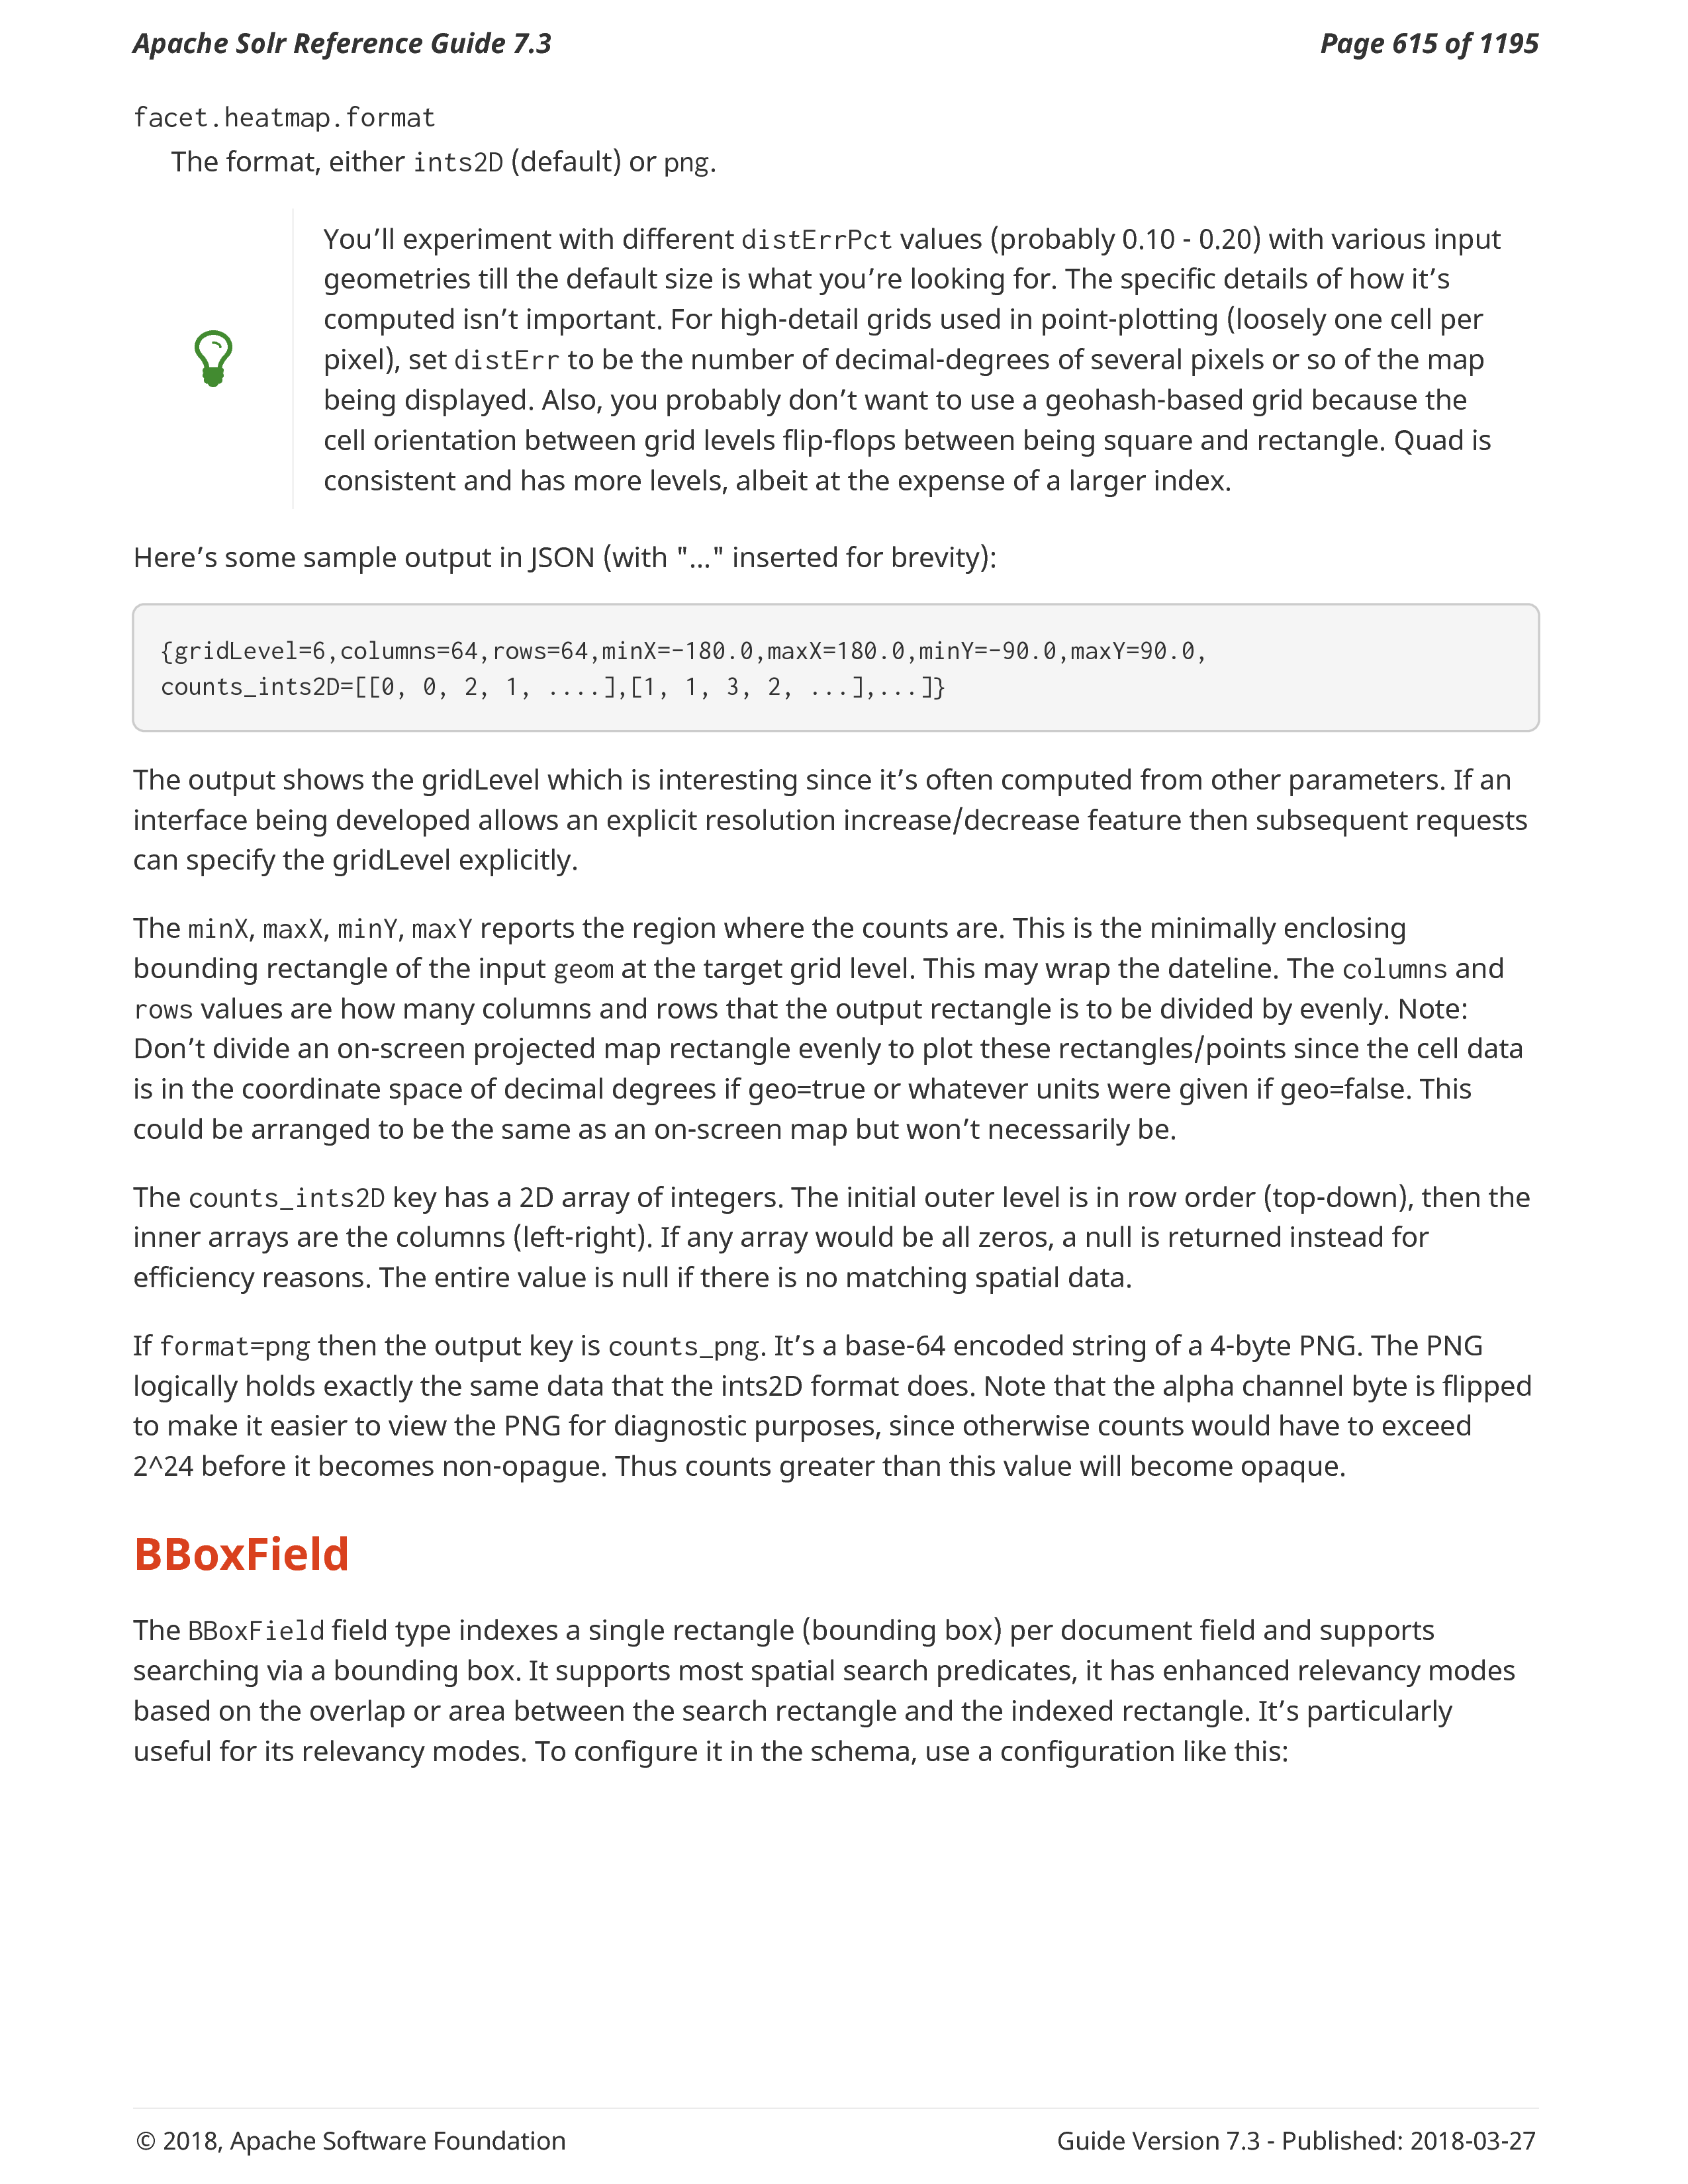 Apache Solr Reference Guide 7.3 Page 615 of 1195
facet.heatmap.format
The format, either ints2D (default) or png.
You’ll experiment with different distErrPct values (probably 0.10 - 0.20) with various input
geometries till the default size is what you’re looking for. The specific details of how it’s
computed isn’t important. For high-detail grids used in point-plotting (loosely one cell per
pixel), set distErr to be the number of decimal-degrees of several pixels or so of the map
being displayed. Also, you probably don’t want to use a geohash-based grid because the
cell orientation between grid levels flip-flops between being square and rectangle. Quad is
consistent and has more levels, albeit at the expense of a larger index.
Here’s some sample output in JSON (with "…" inserted for brevity):
{gridLevel=6,columns=64,rows=64,minX=-180.0,maxX=180.0,minY=-90.0,maxY=90.0,
counts_ints2D=[[0, 0, 2, 1, ....],[1, 1, 3, 2, ...],...]}
The output shows the gridLevel which is interesting since it’s often computed from other parameters. If an
interface being developed allows an explicit resolution increase/decrease feature then subsequent requests
can specify the gridLevel explicitly.
The minX, maxX, minY, maxY reports the region where the counts are. This is the minimally enclosing
bounding rectangle of the input geom at the target grid level. This may wrap the dateline. The columns and
rows values are how many columns and rows that the output rectangle is to be divided by evenly. Note:
Don’t divide an on-screen projected map rectangle evenly to plot these rectangles/points since the cell data
is in the coordinate space of decimal degrees if geo=true or whatever units were given if geo=false. This
could be arranged to be the same as an on-screen map but won’t necessarily be.
The counts_ints2D key has a 2D array of integers. The initial outer level is in row order (top-down), then the
inner arrays are the columns (left-right). If any array would be all zeros, a null is returned instead for
efficiency reasons. The entire value is null if there is no matching spatial data.
If format=png then the output key is counts_png. It’s a base-64 encoded string of a 4-byte PNG. The PNG
logically holds exactly the same data that the ints2D format does. Note that the alpha channel byte is flipped
to make it easier to view the PNG for diagnostic purposes, since otherwise counts would have to exceed
2^24 before it becomes non-opague. Thus counts greater than this value will become opaque.
BBoxField
The BBoxField field type indexes a single rectangle (bounding box) per document field and supports
searching via a bounding box. It supports most spatial search predicates, it has enhanced relevancy modes
based on the overlap or area between the search rectangle and the indexed rectangle. It’s particularly
useful for its relevancy modes. To configure it in the schema, use a configuration like this:
© 2018, Apache Software Foundation Guide Version 7.3 - Published: 2018-03-27